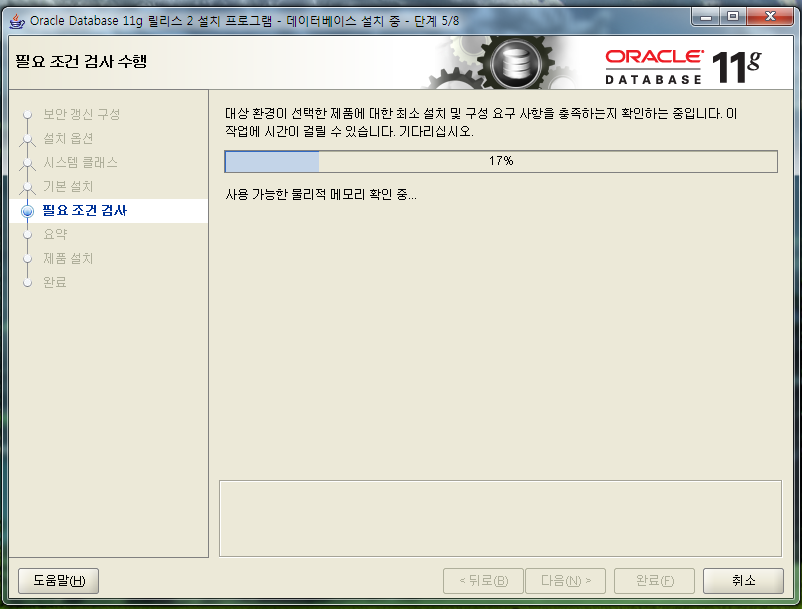 Oracle Database 11g 릴리스 2 설치 프로그램 - 데이터베이스 설치 중 - 단계 5/8
필요 조건 검사 수행
ORACLE
DATABASE
11g
보안 갱신 구성
설치 옵션
시스템 클래스
기본 설치
필요 조건 검사
요약
제품 설치
완료
대상 환경이 선택한 제품에 대한 최소 설치 및 구성 요구 사항을 충족하는지 확인하는 중입니다. 이
작업에 시간이 걸릴 수 있습니다. 기다리십시오.
17%
사용 가능한 물리적 메모리 확인 중...
도움말(H)
< 뒤로(B)
다음(N) >
완료(F)
취소